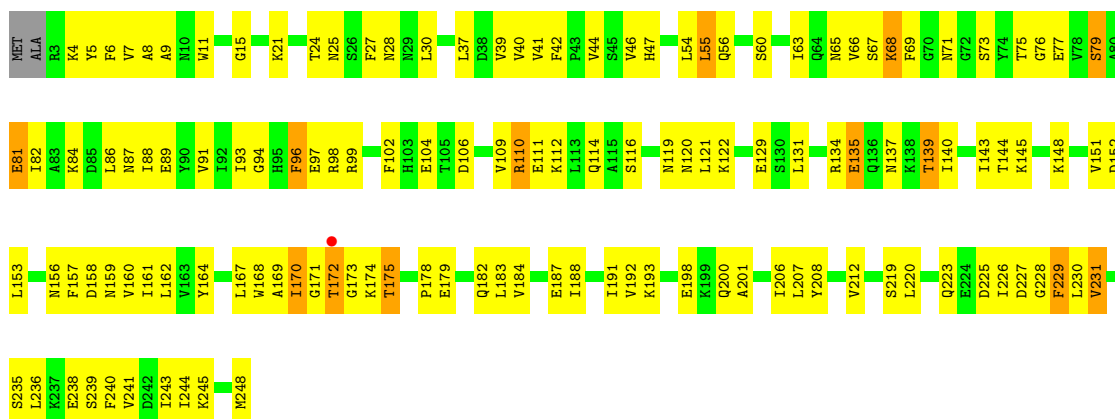 MET ALA R3 K4 Y5 F6 V7 A8 A9 N10 W11 G15 K21 T24 N25 S26 F27 N28 N29 L30 L37 D38 V39 V40 V41 F42 P43 V44 S45 V46 H47 L54 L55 Q56 S60 I63 Q64 N65 V66 S67 K68 F69 G70 N71 G72 S73 Y74 T75 G76 E77 V78 S79 A80
E81 I82 A83 K84 D85 L86 N87 I88 E89 Y90 V91 I92 I93 G94 H95 F96 E97 R98 R99 F102 H103 E104 T105 D106 V109 R110 E111 K112 L113 Q114 A115 S116 N119 N120 L121 K122 E129 S130 L131 R134 E135 Q136 N137 K138 T139 I140 I143 T144 K145 K148 V151 D152
L153 N156 F157 D158 N159 V160 I161 L162 V163 Y164 L167 W168 A169 I170 G171 T172 G173 K174 T175 P178 E179 Q182 L183 V184 E187 I188 I191 V192 K193 E198 K199 Q200 A201 I206 L207 Y208 V212 S219 L220 Q223 E224 D225 I226 D227 G228 F229 L230 V231
S235 L236 K237 E238 S239 F240 V241 D242 I243 I244 K245 M248